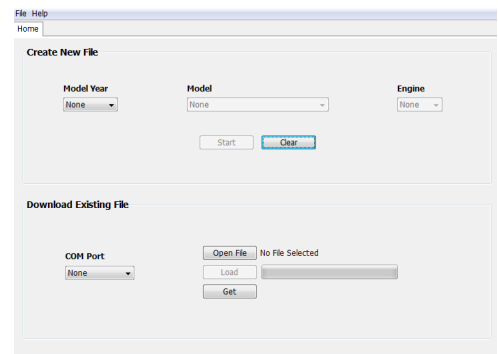 File Help
Home
Create New File
Model Year Model Engine
None None None
Start Clear
Download Existing File
Open File No File Selected
COM Port
None Load
Get